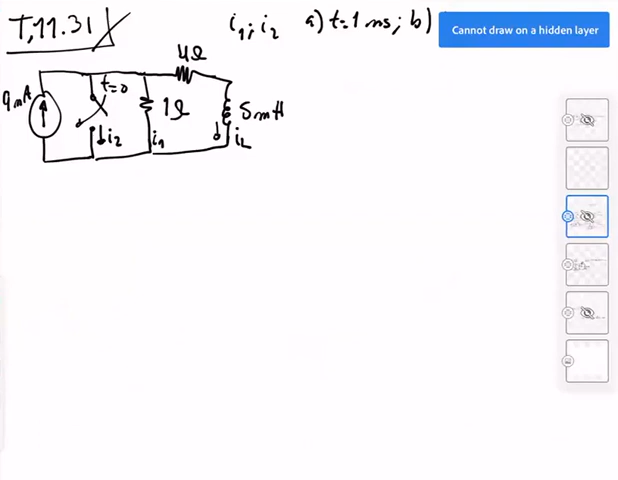 T,11.31
i₁; i₂ a) t=1 ms; b)
Cannot draw on a hidden layer
4Ω
9mA
t=0
1Ω
5mH
i₂
i₁
iL